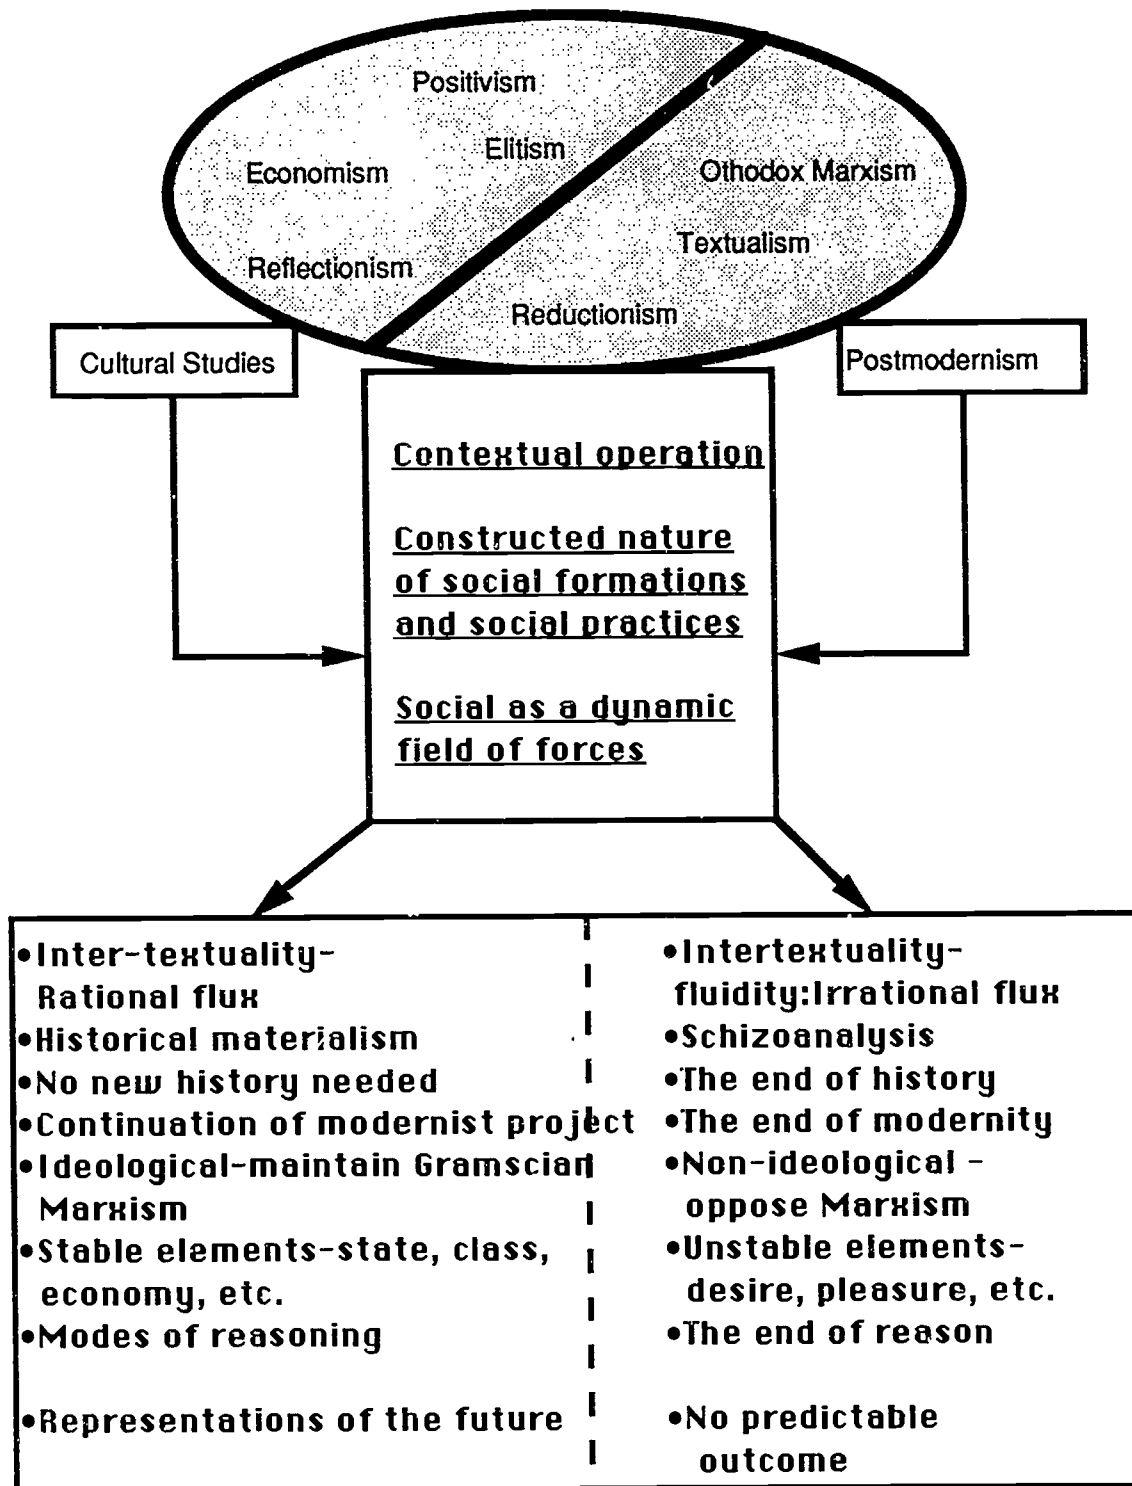 Positivism
Elitism
Economism
Othodox Marxism
Textualism
Reflectionism
Reductionism
Cultural Studies
Postmodernism
Contextual operation
Constructed nature
of social formations
and social practices
Social as a dynamic
field of forces
•Inter-textuality-
Rational flux
•Historical materialism
•No new history needed
•Continuation of modernist project
•Ideological-maintain Gramscian
Marxism
•Stable elements-state, class,
economy, etc.
•Modes of reasoning
•Representations of the future
•Intertextuality-
fluidity:Irrational flux
•Schizoanalysis
•The end of history
•The end of modernity
•Non-ideological -
oppose Marxism
•Unstable elements-
desire, pleasure, etc.
•The end of reason
•No predictable
outcome